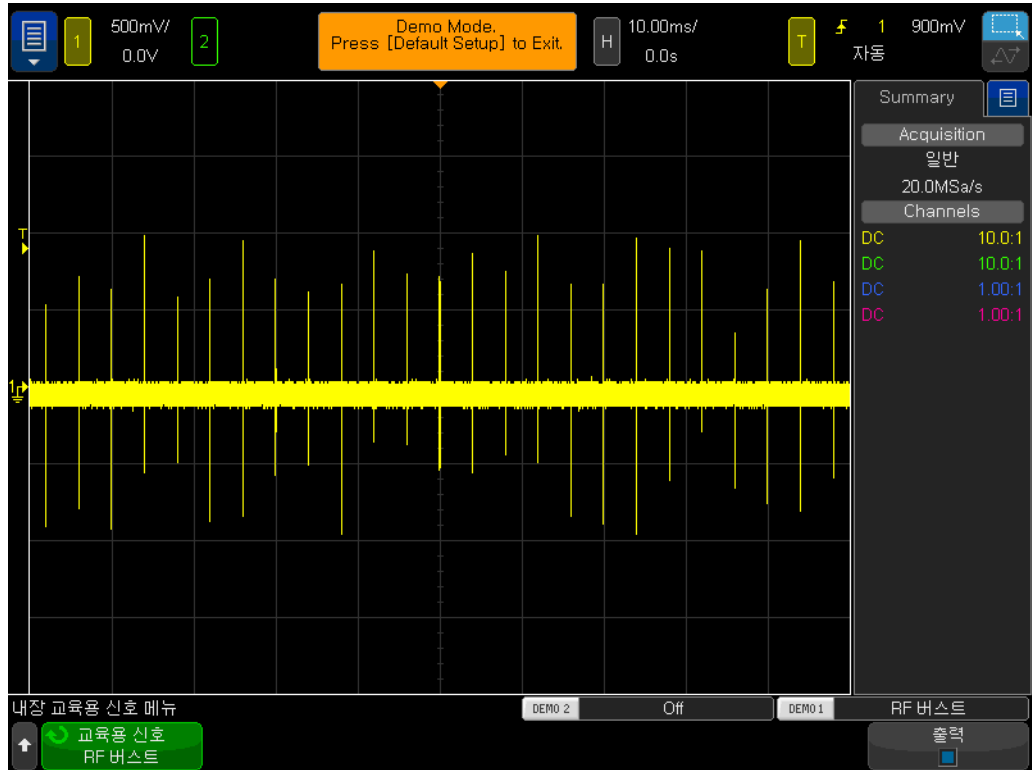 1 500mV/ 0.0V
2
Demo Mode.
Press [Default Setup] to Exit.
H 10.00ms/ 0.0s
T 1 900mV
자동
Summary
Acquisition
일반
20.0MSa/s
Channels
DC 10.0:1
DC 10.0:1
DC 1.00:1
DC 1.00:1
T
1
내장 교육용 신호 메뉴
DEMO 2 Off
DEMO 1 RF 버스트
교육용 신호
RF 버스트
출력